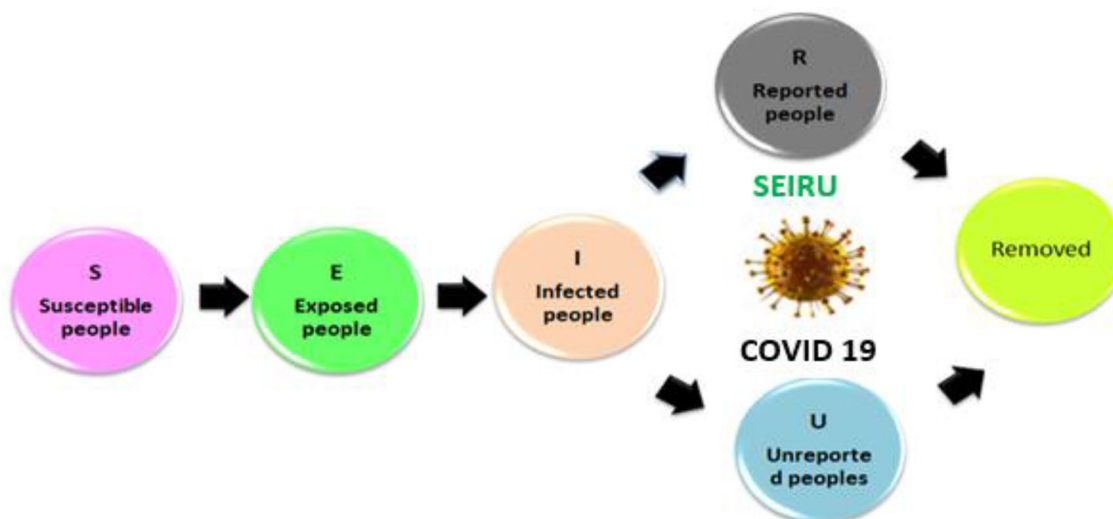 S
Susceptible
people
E
Exposed
people
I
Infected
people
R
Reported
people
SEIRU
COVID 19
U
Unreporte
d peoples
Removed